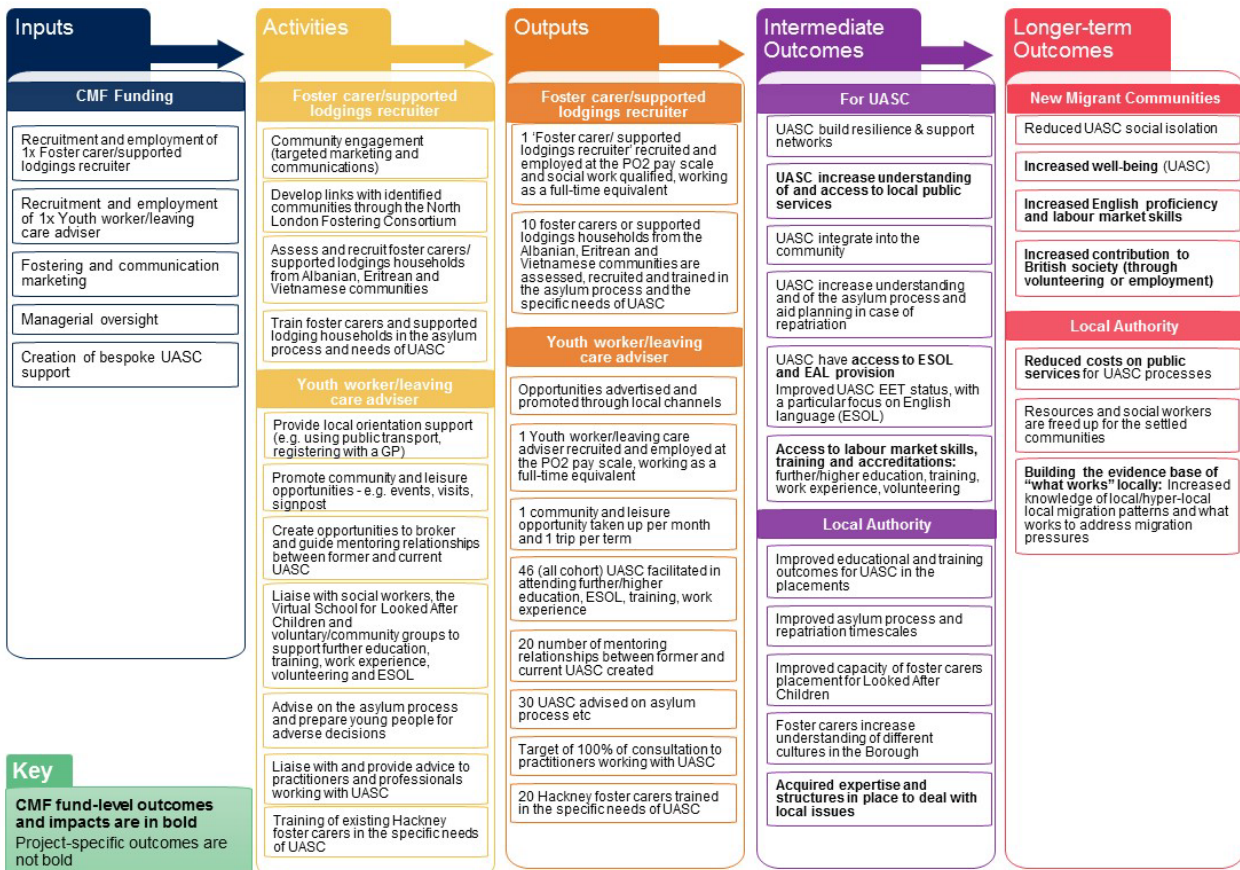 Inputs
CMF Funding
Recruitment and employment of
1x Foster carer/supported
lodgings recruiter
Recruitment and employment
of 1x Youth worker/leaving
care adviser
Fostering and communication
marketing
Managerial oversight
Creation of bespoke UASC
support
Activities
Foster carer/supported
lodgings recruiter
Community engagement
(targeted marketing and
communications)
Develop links with identified
communities through the North
London Fostering Consortium
Assess and recruit foster carers/
supported lodgings households
from Albanian, Eritrean and
Vietnamese communities
Train foster carers and supported
lodging households in the asylum
process and needs of UASC
Youth worker/leaving
care adviser
Provide local orientation support
(e.g. using public transport,
registering with a GP)
Promote community and leisure
opportunities - e.g. events, visits,
signpost
Create opportunities to broker
and guide mentoring relationships
between former and current
UASC
Liaise with social workers, the
Virtual School for Looked After
Children and
voluntary/community groups to
support further education,
training, work experience,
volunteering and ESOL
Advise on the asylum process
and prepare young people for
adverse decisions
Liaise with and provide advice to
practitioners and professionals
working with UASC
Training of existing Hackney
foster carers in the specific needs
of UASC
Outputs
Foster carer/supported
lodgings recruiter
1 ‘Foster carer/ supported
lodgings recruiter’ recruited and
employed at the PO2 pay scale
and social work qualified, working
as a full-time equivalent
10 foster carers or supported
lodgings households from the
Albanian, Eritrean and
Vietnamese communities are
assessed, recruited and trained in
the asylum process and the
specific needs of UASC
Youth worker/leaving
care adviser
Opportunities advertised and
promoted through local channels
1 Youth worker/leaving care
adviser recruited and employed at
the PO2 pay scale, working as a
full-time equivalent
1 community and leisure
opportunity taken up per month
and 1 trip per term
46 (all cohort) UASC facilitated in
attending further/higher
education, ESOL, training, work
experience
20 number of mentoring
relationships between former and
current UASC created
30 UASC advised on asylum
process etc
Target of 100% of consultation to
practitioners working with UASC
20 Hackney foster carers trained
in the specific needs of UASC
Intermediate
Outcomes
For UASC
UASC build resilience & support
networks
UASC increase understanding
of and access to local public
services
UASC integrate into the
community
UASC increase understanding
and of the asylum process and
aid planning in case of
repatriation
UASC have access to ESOL
and EAL provision
Improved UASC EET status, with
a particular focus on English
language (ESOL)
Access to labour market skills,
training and accreditations:
further/higher education, training,
work experience, volunteering
Local Authority
Improved educational and training
outcomes for UASC in the
placements
Improved asylum process and
repatriation timescales
Improved capacity of foster carers
placement for Looked After
Children
Foster carers increase
understanding of different
cultures in the Borough
Acquired expertise and
structures in place to deal with
local issues
Longer-term
Outcomes
New Migrant Communities
Reduced UASC social isolation
Increased well-being (UASC)
Increased English proficiency
and labour market skills
Increased contribution to
British society (through
volunteering or employment)
Local Authority
Reduced costs on public
services for UASC processes
Resources and social workers
are freed up for the settled
communities
Building the evidence base of
“what works” locally: Increased
knowledge of local/hyper-local
local migration patterns and what
works to address migration
pressures
Key
CMF fund-level outcomes
and impacts are in bold
Project-specific outcomes are
not bold